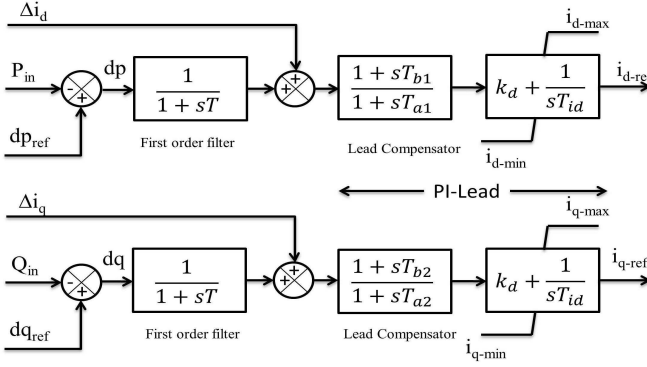 Δi_d
i_d-max
P_in
dp
1 / (1 + sT)
(1 + sT_b1) / (1 + sT_a1)
k_d + 1 / (sT_id)
i_d-re
- +
+ +
dp_ref
First order filter
Lead Compensator
i_d-min
PI-Lead
Δi_q
i_q-max
Q_in
dq
1 / (1 + sT)
(1 + sT_b2) / (1 + sT_a2)
k_d + 1 / (sT_id)
i_q-ref
- +
+ +
dq_ref
First order filter
Lead Compensator
i_q-min